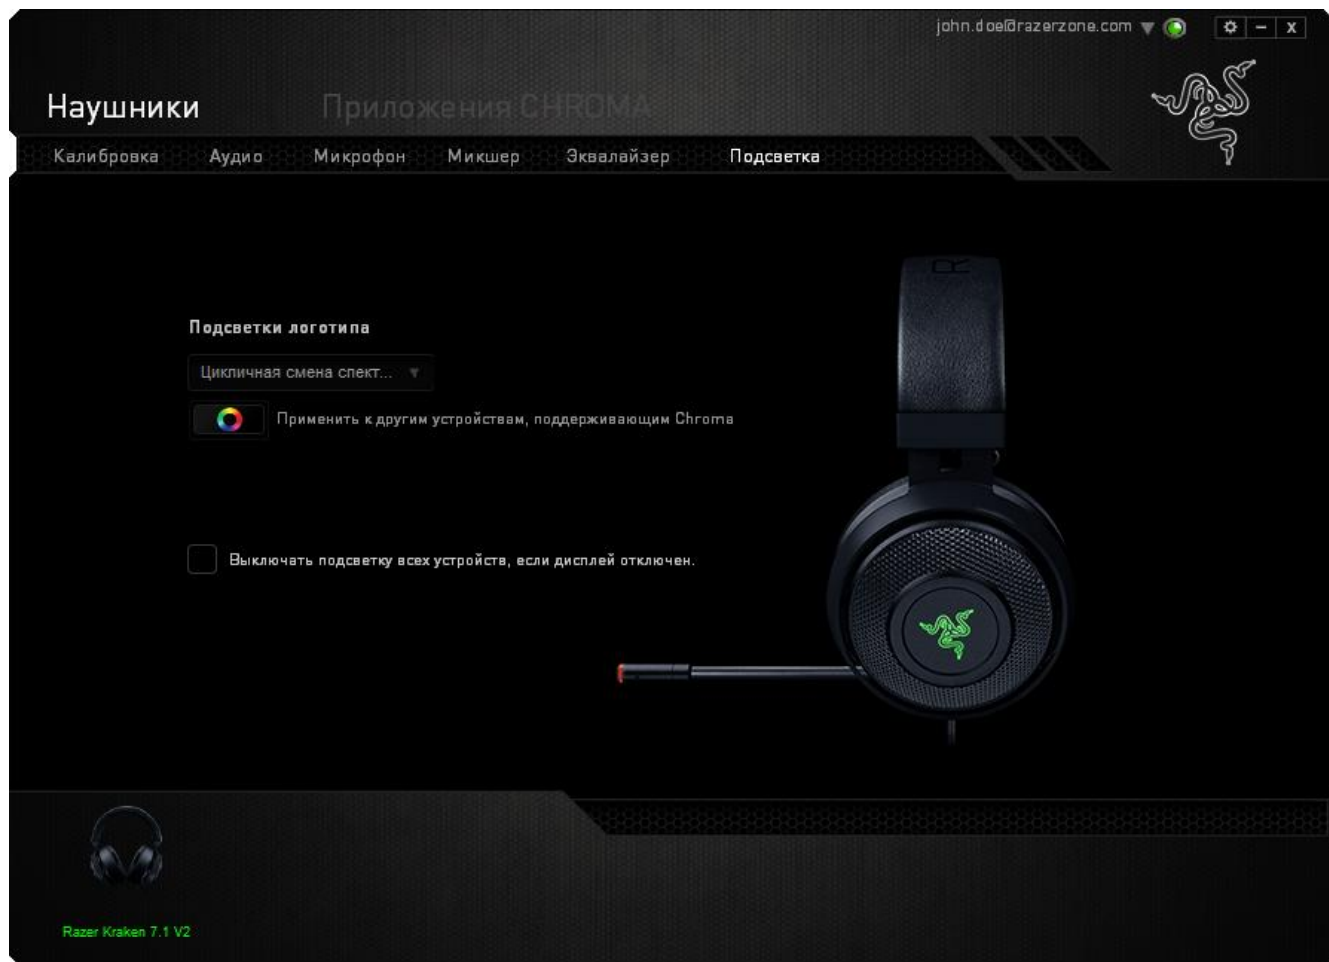 john.doe@razerzone.com
Наушники
Приложения CHROMA
Калибровка Аудио Микрофон Микшер Эквалайзер Подсветка
Подсветки логотипа
Цикличная смена спект...
Применить к другим устройствам, поддерживающим Chroma
Выключать подсветку всех устройств, если дисплей отключен.
Razer Kraken 7.1 V2